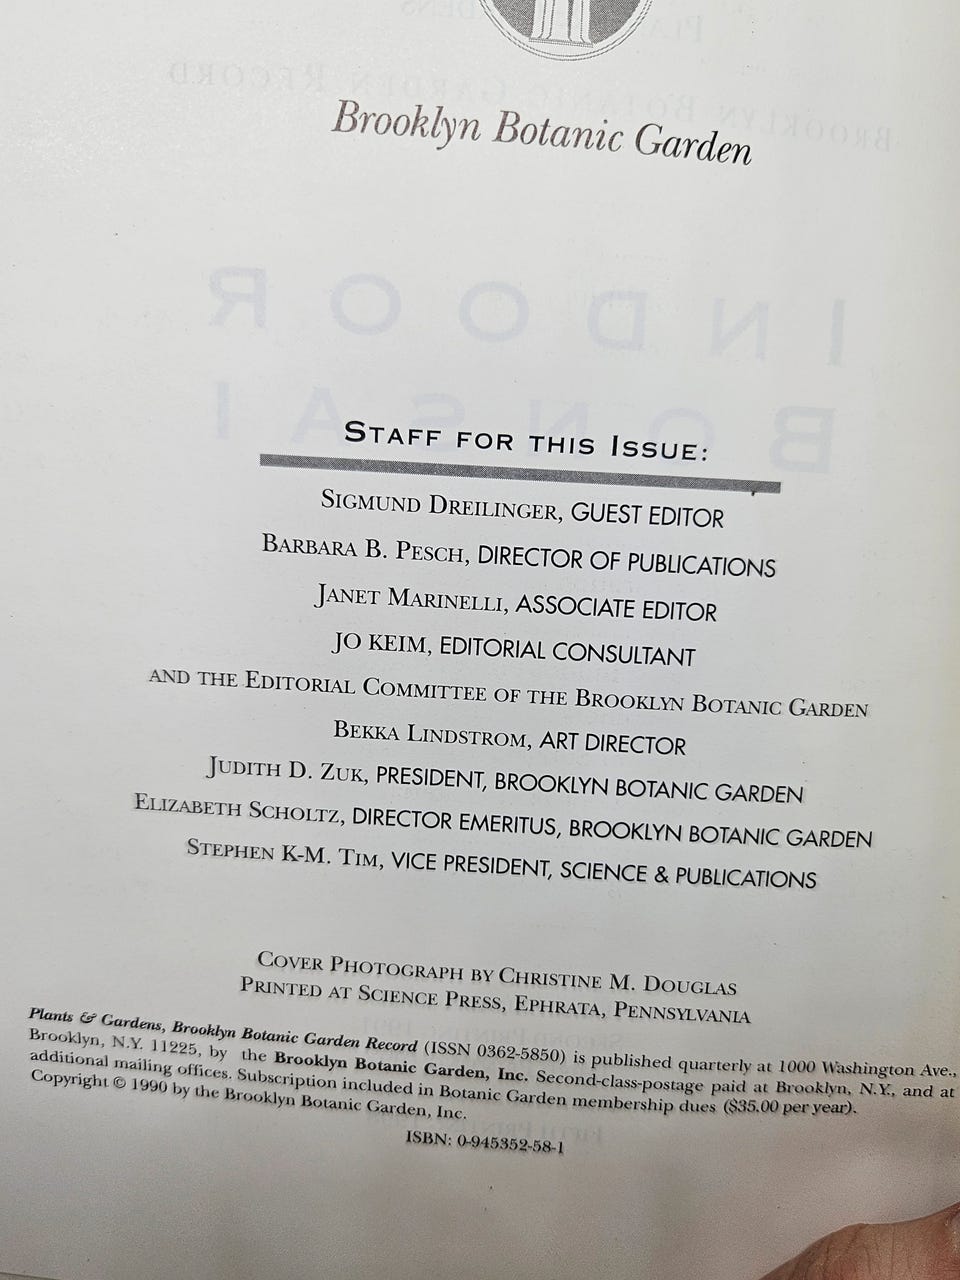 Brooklyn Botanic Garden
INDOOR
BONSAI
STAFF FOR THIS ISSUE:
SIGMUND DREILINGER, GUEST EDITOR
BARBARA B. PESCH, DIRECTOR OF PUBLICATIONS
JANET MARINELLI, ASSOCIATE EDITOR
JO KEIM, EDITORIAL CONSULTANT
AND THE EDITORIAL COMMITTEE OF THE BROOKLYN BOTANIC GARDEN
BEKKA LINDSTROM, ART DIRECTOR
JUDITH D. ZUK, PRESIDENT, BROOKLYN BOTANIC GARDEN
ELIZABETH SCHOLTZ, DIRECTOR EMERITUS, BROOKLYN BOTANIC GARDEN
STEPHEN K-M. TIM, VICE PRESIDENT, SCIENCE & PUBLICATIONS
COVER PHOTOGRAPH BY CHRISTINE M. DOUGLAS
PRINTED AT SCIENCE PRESS, EPHRATA, PENNSYLVANIA
Plants & Gardens, Brooklyn Botanic Garden Record (ISSN 0362-5850) is published quarterly at 1000 Washington Ave.,
Brooklyn, N.Y. 11225, by the Brooklyn Botanic Garden, Inc. Second-class-postage paid at Brooklyn, N.Y., and at
additional mailing offices. Subscription included in Botanic Garden membership dues ($35.00 per year).
Copyright © 1990 by the Brooklyn Botanic Garden, Inc.
ISBN: 0-945352-58-1